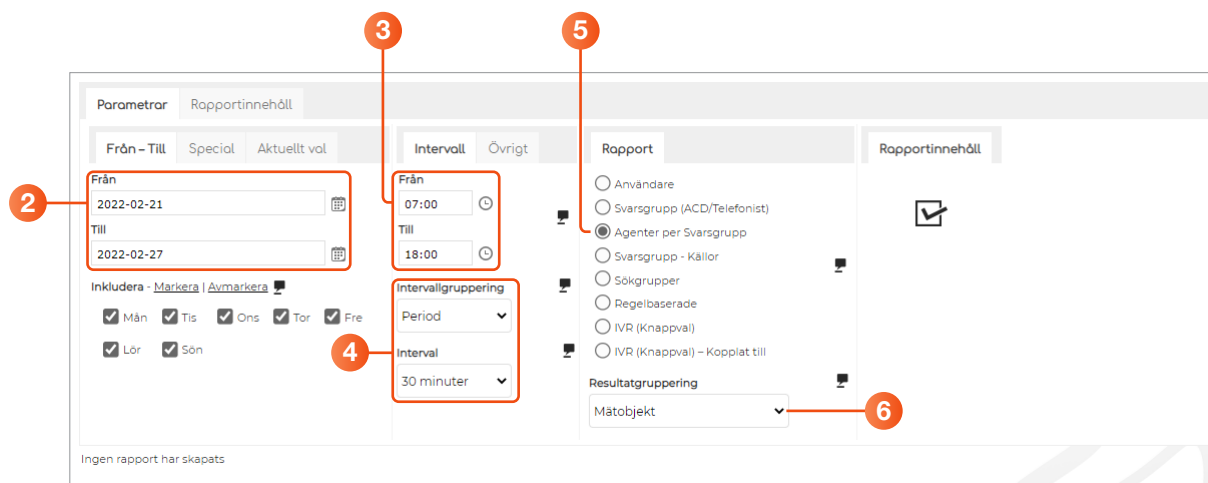 3
5
Parametrar Rapportinnehåll
Från – Till Special Aktuellt val
Intervall Övrigt
Rapport
Rapportinnehåll
2
Från
2022-02-21
Till
2022-02-27
Inkludera - Markera | Avmarkera
Mån Tis Ons Tor Fre
Lör Sön
Från
07:00
Till
18:00
4
Intervallgruppering
Period
Interval
30 minuter
Användare
Svarsgrupp (ACD/Telefonist)
Agenter per Svarsgrupp
Svarsgrupp - Källor
Sökgrupper
Regelbaserade
IVR (Knappval)
IVR (Knappval) – Kopplat till
Resultatgruppering
Mätobjekt
6
Ingen rapport har skapats